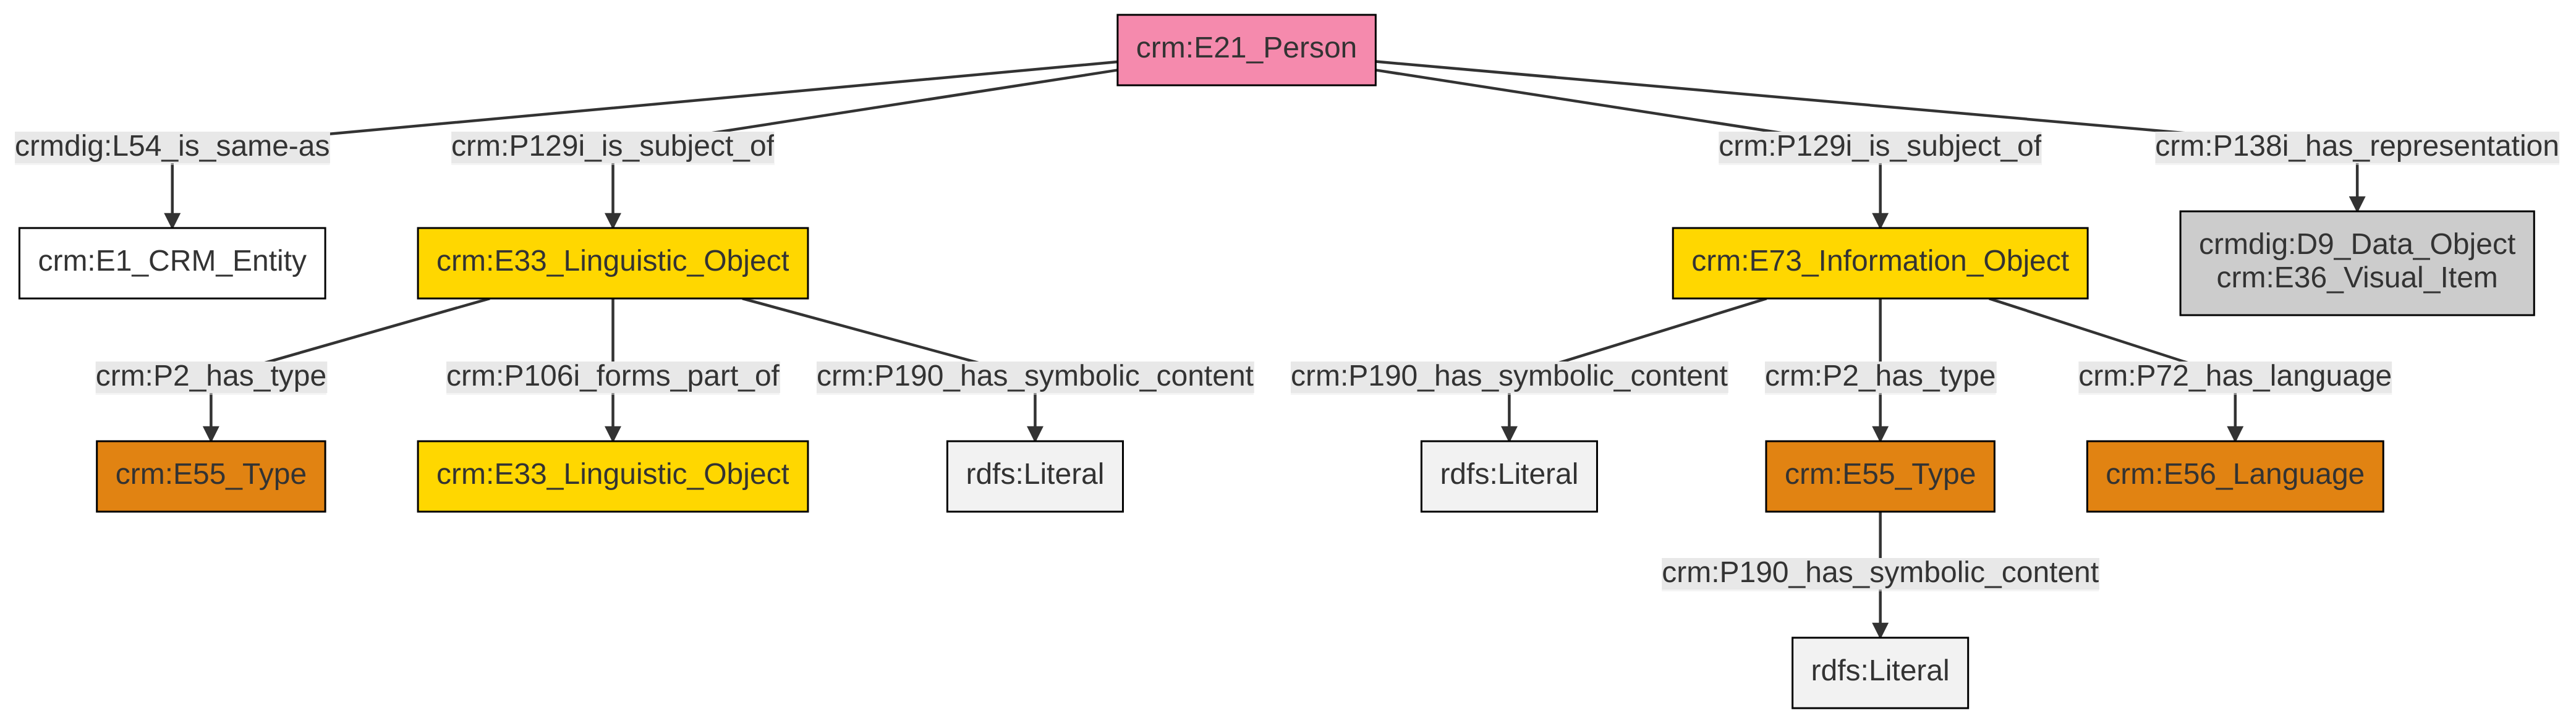 crm:E21_Person
crmdig:L54_is_same-as
crm:P129i_is_subject_of
crm:P129i_is_subject_of
crm:P138i_has_representation
crm:E1_CRM_Entity
crm:E33_Linguistic_Object
crm:E73_Information_Object
crmdig:D9_Data_Object
crm:E36_Visual_Item
crm:P2_has_type
crm:P106i_forms_part_of
crm:P190_has_symbolic_content
crm:P190_has_symbolic_content
crm:P2_has_type
crm:P72_has_language
crm:E55_Type
crm:E33_Linguistic_Object
rdfs:Literal
rdfs:Literal
crm:E55_Type
crm:E56_Language
crm:P190_has_symbolic_content
rdfs:Literal